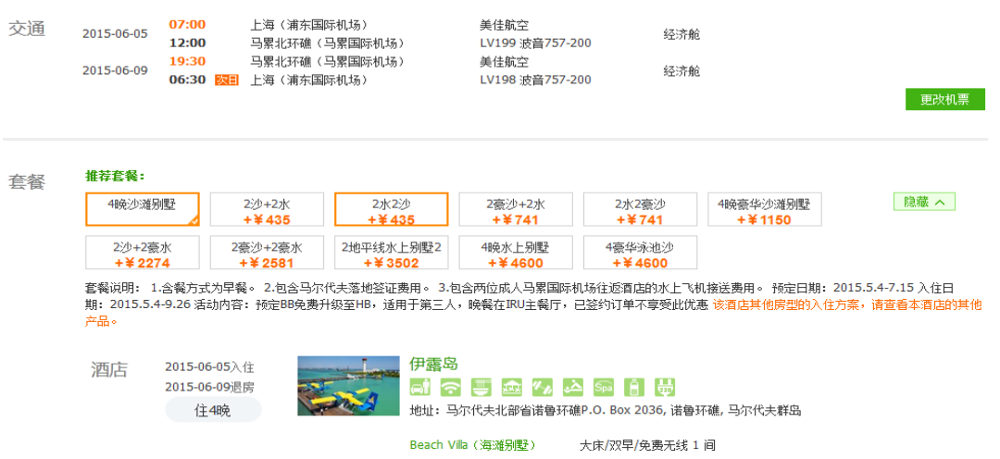 交通
2015-06-05
07:00 上海（浦东国际机场） 美佳航空
12:00 马累北环礁（马累国际机场） LV199 波音757-200
经济舱
2015-06-09
19:30 马累北环礁（马累国际机场） 美佳航空
06:30 次日 上海（浦东国际机场） LV198 波音757-200
经济舱
更改机票
套餐
推荐套餐：
4晚沙滩别墅 2沙+2水 2水2沙 2豪沙+2水 2水2豪沙 4晚豪华沙滩别墅
+¥435 +¥435 +¥741 +¥741 +¥1150
隐藏
2沙+2豪水 2豪沙+2豪水 2地平线水上别墅2 4晚水上别墅 4豪华泳池沙
+¥2274 +¥2581 +¥3502 +¥4600 +¥4600
套餐说明： 1.含餐方式为早餐。 2.包含马尔代夫落地签证费用。 3.包含两位成人马累国际机场往返酒店的水上飞机接送费用。 预定日期：2015.5.4-7.15 入住日
期：2015.5.4-9.26 活动内容：预定BB免费升级至HB，适用于第三人，晚餐在IRU主餐厅，已签约订单不享受此优惠 该酒店其他房型的入住方案，请查看本酒店的其他
产品。
酒店
2015-06-05入住
2015-06-09退房
住4晚
伊露岛
Spa
220
地址：马尔代夫北部省诺鲁环礁P.O. Box 2036, 诺鲁环礁, 马尔代夫群岛
Beach Villa（海滩别墅） 大床/双早/免费无线 1 间